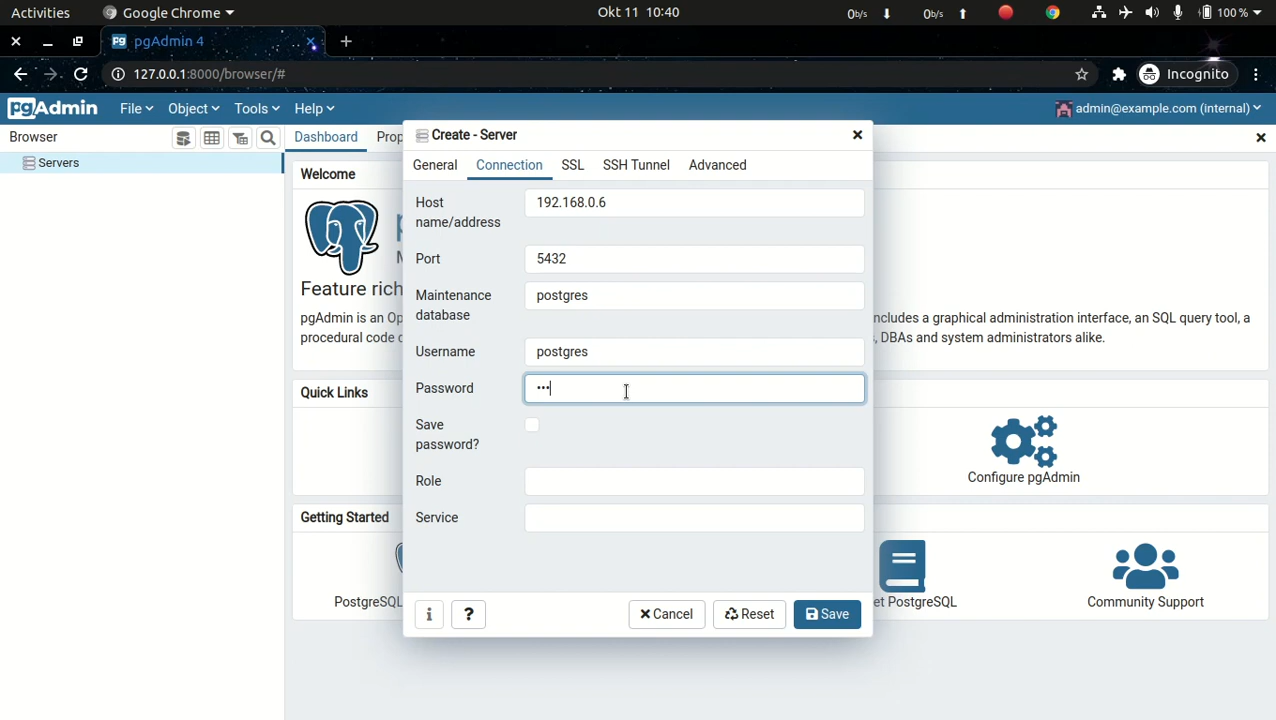 Activities Google Chrome Okt 11 10:40 0b/s 0b/s 100 %
pgAdmin 4
127.0.0.1:8000/browser/# Incognito
pgAdmin File Object Tools Help admin@example.com (internal)
Browser Dashboard Prop
Servers
Welcome
Feature rich
pgAdmin is an Op ncludes a graphical administration interface, an SQL query tool, a
procedural code , DBAs and system administrators alike.
Quick Links
Configure pgAdmin
Getting Started
PostgreSQL et PostgreSQL Community Support
Create - Server
General Connection SSL SSH Tunnel Advanced
Host
name/address
192.168.0.6
Port 5432
Maintenance
database
postgres
Username postgres
Password •••
Save
password?
Role
Service
i ? Cancel Reset Save